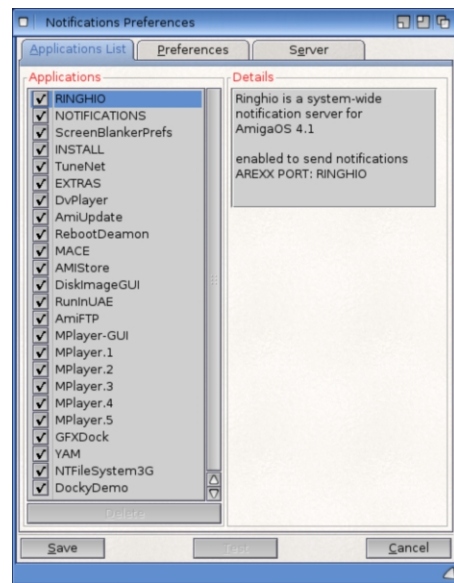 Notifications Preferences
Applications List
Preferences
Server
Applications
RINGHIO
NOTIFICATIONS
ScreenBlankerPrefs
INSTALL
TuneNet
EXTRAS
DvPlayer
AmiUpdate
RebootDeamon
MACE
AMIStore
DiskImageGUI
RunInUAE
AmiFTP
MPlayer-GUI
MPlayer.1
MPlayer.2
MPlayer.3
MPlayer.4
MPlayer.5
GFXDock
YAM
NTFileSystem3G
DockyDemo
Delete
Details
Ringhio is a system-wide
notification server for
AmigaOS 4.1
enabled to send notifications
AREXX PORT: RINGHIO
Save
Test
Cancel